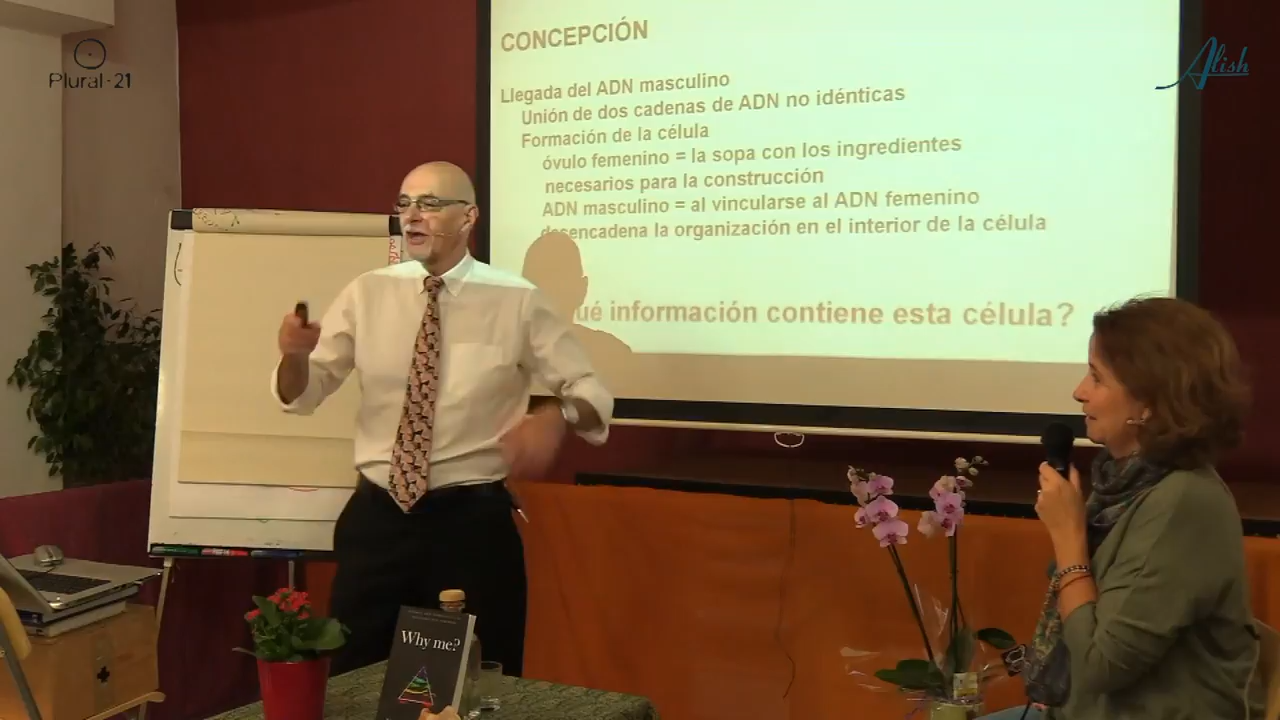 Plural-21
Alish
CONCEPCIÓN
Llegada del ADN masculino
Unión de dos cadenas de ADN no idénticas
Formación de la célula
óvulo femenino = la sopa con los ingredientes
necesarios para la construcción
ADN masculino = al vincularse al ADN femenino
desencadena la organización en el interior de la célula
información contiene esta célula?
Why me?